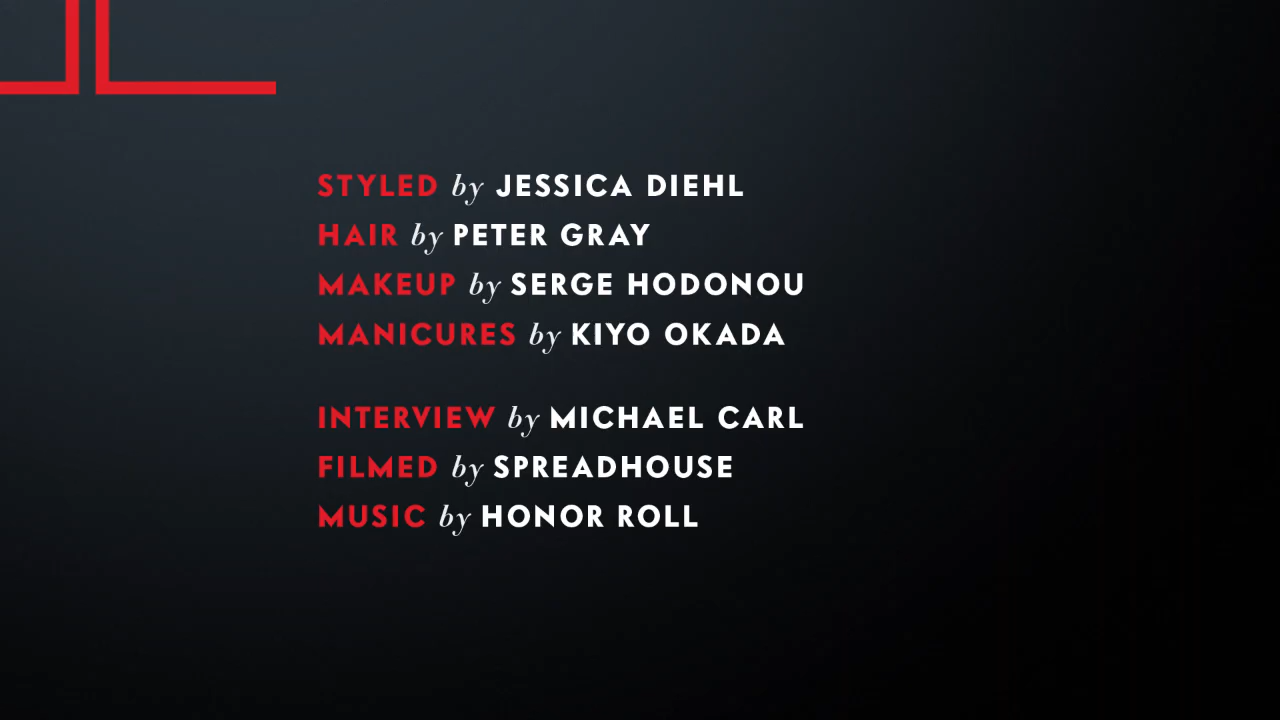 STYLED by JESSICA DIEHL
HAIR by PETER GRAY
MAKEUP by SERGE HODONOU
MANICURES by KIYO OKADA
INTERVIEW by MICHAEL CARL
FILMED by SPREADHOUSE
MUSIC by HONOR ROLL